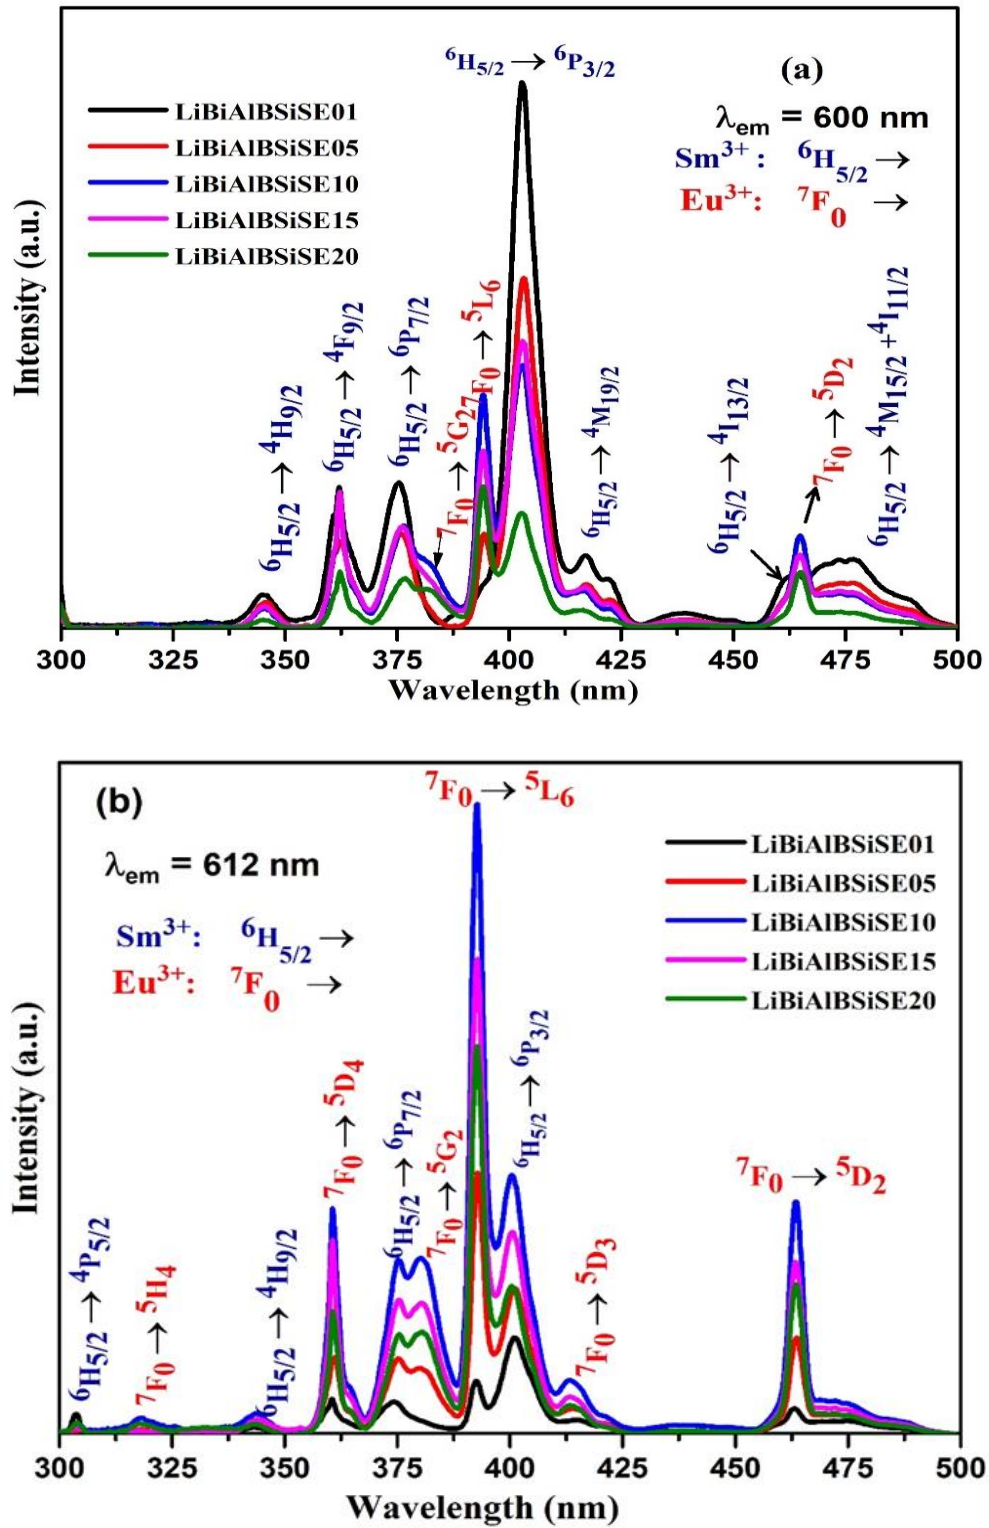 ⁶H₅/₂ → ⁶P₃/₂
(a)
λem = 600 nm
Sm³⁺ : ⁶H₅/₂ →
Eu³⁺: ⁷F₀ →
LiBiAlBSiSE01
LiBiAlBSiSE05
LiBiAlBSiSE10
LiBiAlBSiSE15
LiBiAlBSiSE20
Intensity (a.u.)
⁶H₅/₂ → ⁴H₉/₂
⁶H₅/₂ → ⁴F₉/₂
⁶H₅/₂ → ⁶P₇/₂
⁷F₀ → ⁵G₂
⁷F₀ → ⁵L₆
⁶H₅/₂ → ⁴M₁₉/₂
⁶H₅/₂ → ⁴I₁₃/₂
⁷F₀ → ⁵D₂
⁶H₅/₂ → ⁴M₁₅/₂ + ⁴I₁₁/₂
300 325 350 375 400 425 450 475 500
Wavelength (nm)
(b)
⁷F₀ → ⁵L₆
λem = 612 nm
Sm³⁺: ⁶H₅/₂ →
Eu³⁺: ⁷F₀ →
LiBiAlBSiSE01
LiBiAlBSiSE05
LiBiAlBSiSE10
LiBiAlBSiSE15
LiBiAlBSiSE20
Intensity (a.u.)
⁶H₅/₂ → ⁴P₅/₂
⁷F₀ → ⁵H₄
⁶H₅/₂ → ⁴H₉/₂
⁷F₀ → ⁵D₄
⁶H₅/₂ → ⁶P₇/₂
⁷F₀ → ⁵G₂
⁶H₅/₂ → ⁶P₃/₂
⁷F₀ → ⁵D₃
⁷F₀ → ⁵D₂
300 325 350 375 400 425 450 475 500
Wavelength (nm)